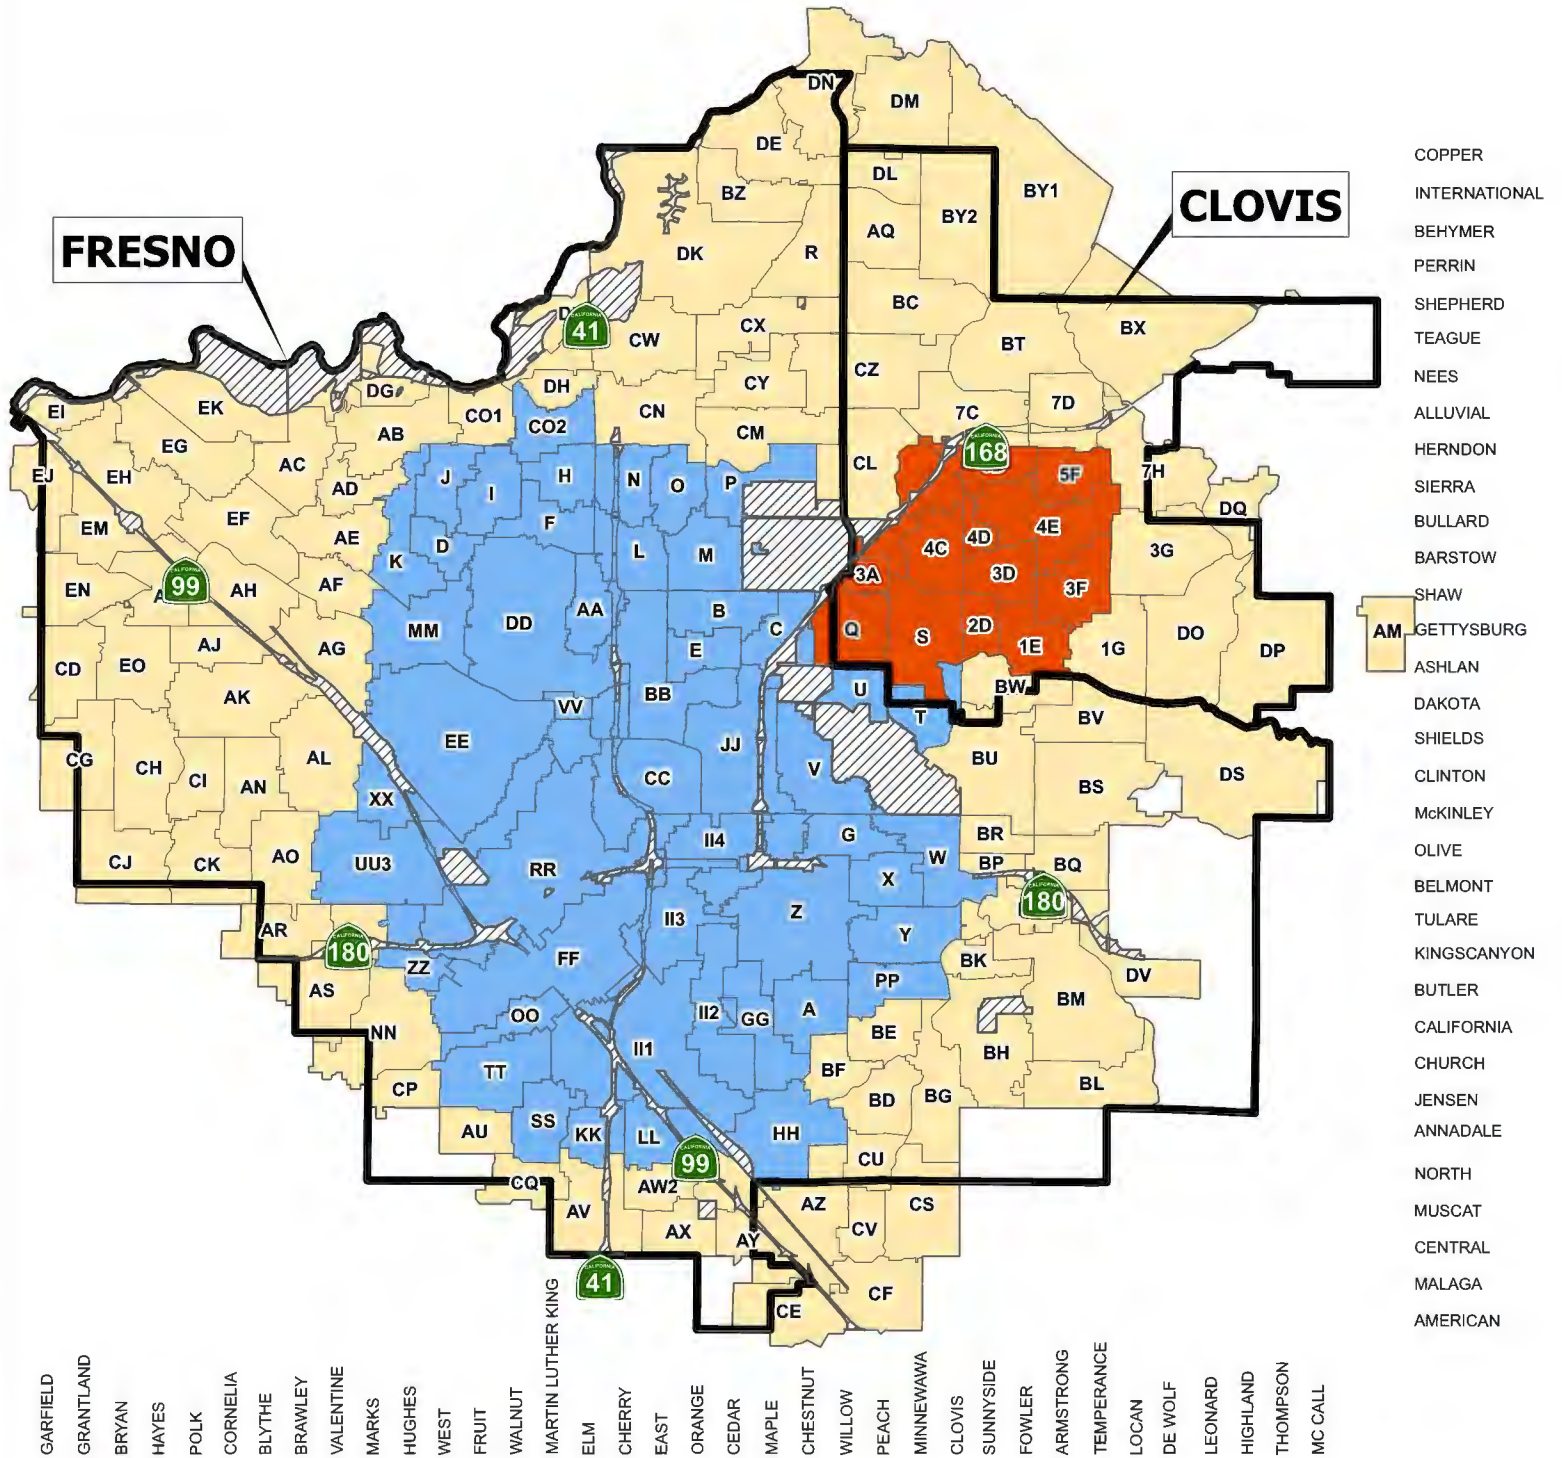 FRESNO
CLOVIS
DN
DM
DE
DL
BZ
BY1
BY2
AQ
DK
R
BC
CX
CW
BT
BX
CALIFORNIA
41
CY
CZ
DH
DG
EI
EK
CO1
CO2
CN
CM
7C
7D
AB
EG
AC
CALIFORNIA
168
EJ
EH
AD
J
I
H
N
O
P
CL
5F
7H
DQ
EM
EF
AE
F
D
K
L
M
4C
4D
4E
3G
EN
CALIFORNIA
99
AH
AF
3A
3D
3F
MM
DD
AA
B
C
E
Q
S
2D
1E
1G
DO
DP
AM
CD
EO
AJ
AG
AK
VV
BB
U
BW
T
BV
CG
CH
CI
AN
AL
EE
JJ
CC
V
BU
BS
DS
XX
CJ
CK
AO
UU3
RR
II4
G
W
X
BR
BP
BQ
CALIFORNIA
180
AR
CALIFORNIA
180
ZZ
FF
II3
Z
Y
BK
DV
AS
NN
OO
II2
GG
A
PP
BE
BM
BH
TT
II1
BF
BD
BG
BL
CP
AU
SS
KK
LL
HH
CU
CALIFORNIA
99
CQ
AV
AW2
AX
AY
AZ
CV
CS
CALIFORNIA
41
CE
CF
COPPER
INTERNATIONAL
BEHYMER
PERRIN
SHEPHERD
TEAGUE
NEES
ALLUVIAL
HERNDON
SIERRA
BULLARD
BARSTOW
SHAW
GETTYSBURG
ASHLAN
DAKOTA
SHIELDS
CLINTON
McKINLEY
OLIVE
BELMONT
TULARE
KINGSCANYON
BUTLER
CALIFORNIA
CHURCH
JENSEN
ANNADALE
NORTH
MUSCAT
CENTRAL
MALAGA
AMERICAN
GARFIELD
GRANTLAND
BRYAN
HAYES
POLK
CORNELIA
BLYTHE
BRAWLEY
VALENTINE
MARKS
HUGHES
WEST
FRUIT
WALNUT
MARTIN LUTHER KING
ELM
CHERRY
EAST
ORANGE
CEDAR
MAPLE
CHESTNUT
WILLOW
PEACH
MINNEWAWA
CLOVIS
SUNNYSIDE
FOWLER
ARMSTRONG
TEMPERANCE
LOCAN
DE WOLF
LEONARD
HIGHLAND
THOMPSON
MC CALL